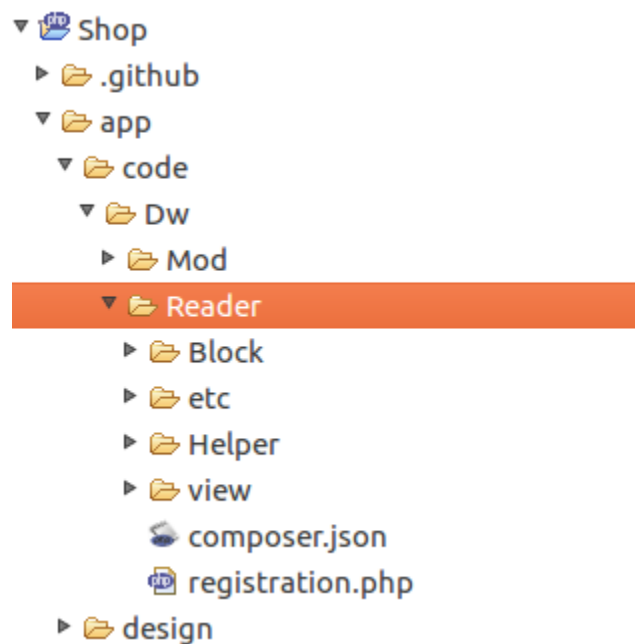 Shop
.github
app
code
Dw
Mod
Reader
Block
etc
Helper
view
composer.json
registration.php
design